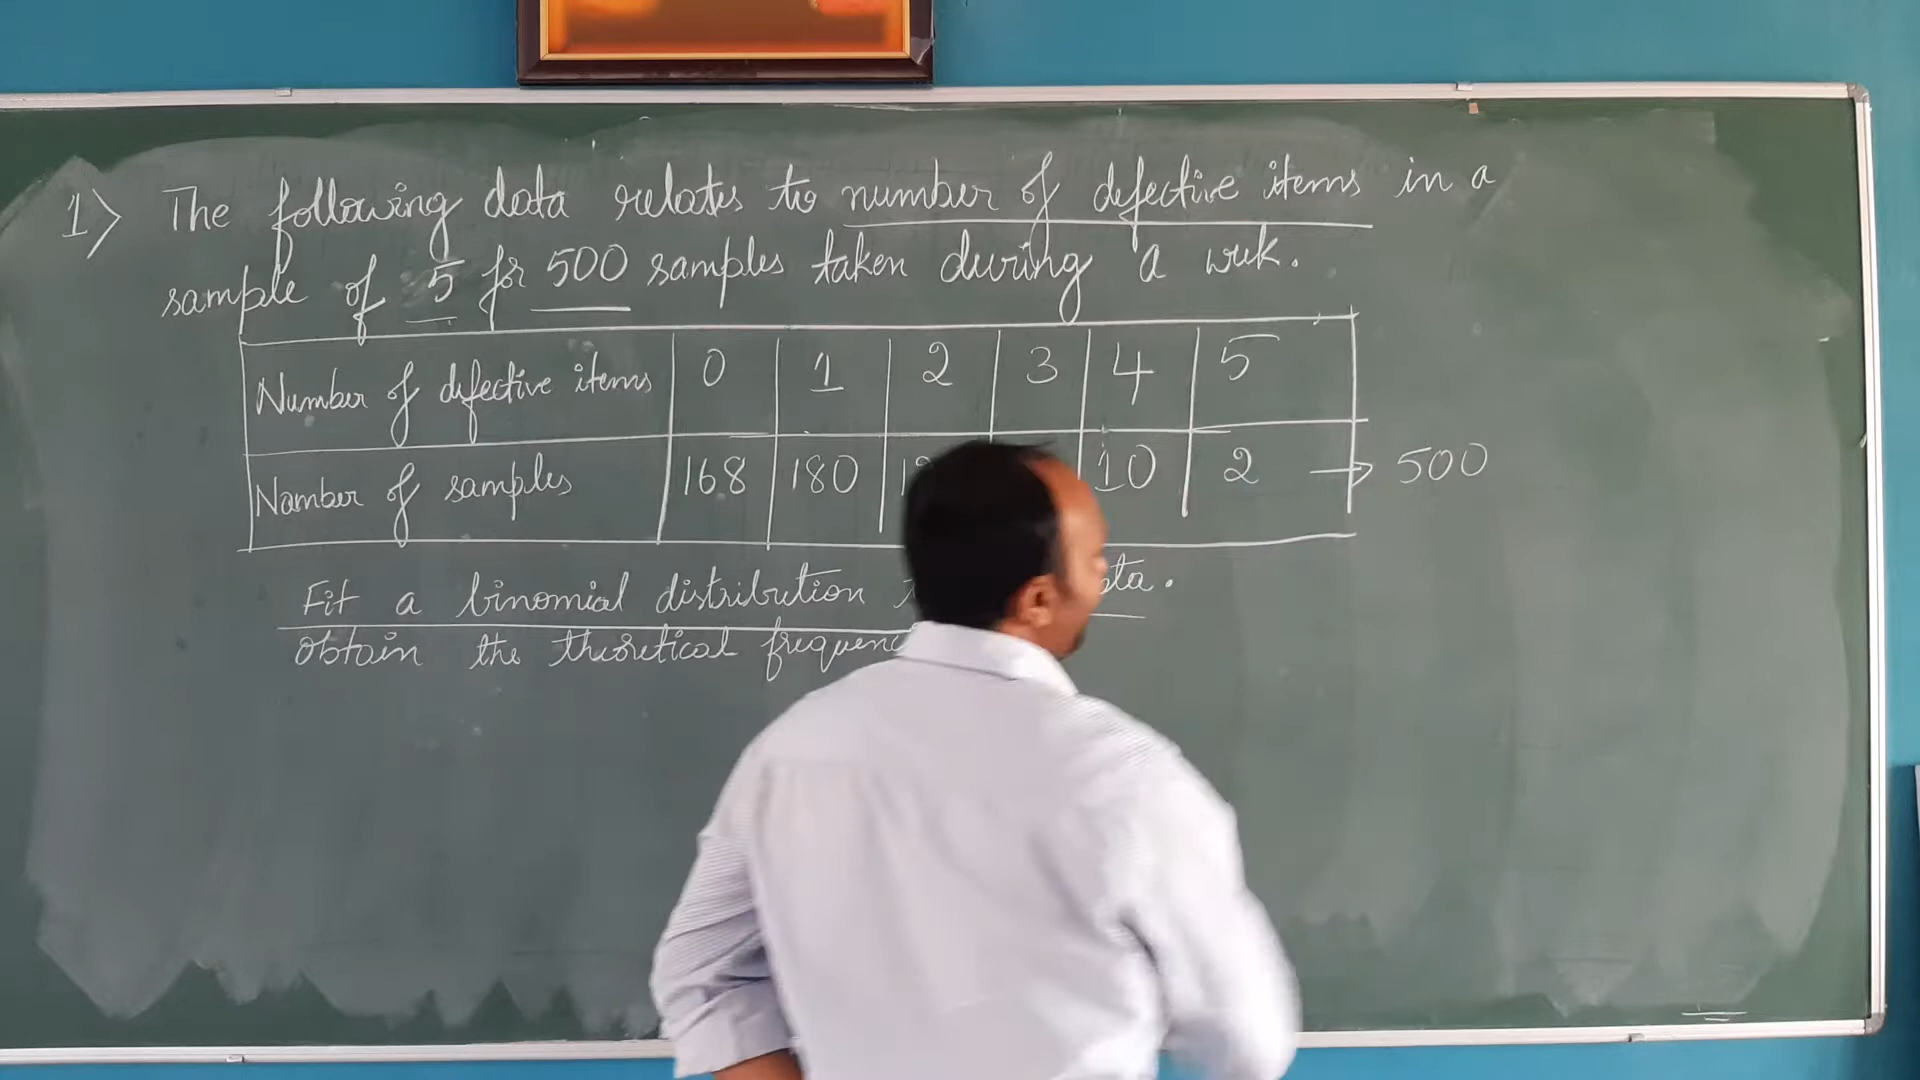 1> The following data relates to number of defective items in a
sample of 5 for 500 samples taken during a week.
Number of defective items 0 1 2 3 4 5
Number of samples 168 180 10 2 → 500
Fit a binomial distribution
obtain the theoretical